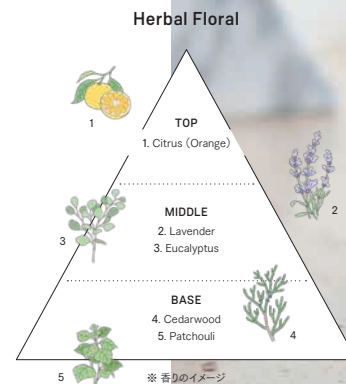 Herbal Floral
1
TOP
1. Citrus (Orange)
2
MIDDLE
2. Lavender
3. Eucalyptus
3
BASE
4. Cedarwood
5. Patchouli
4
5
※ 香りのイメージ